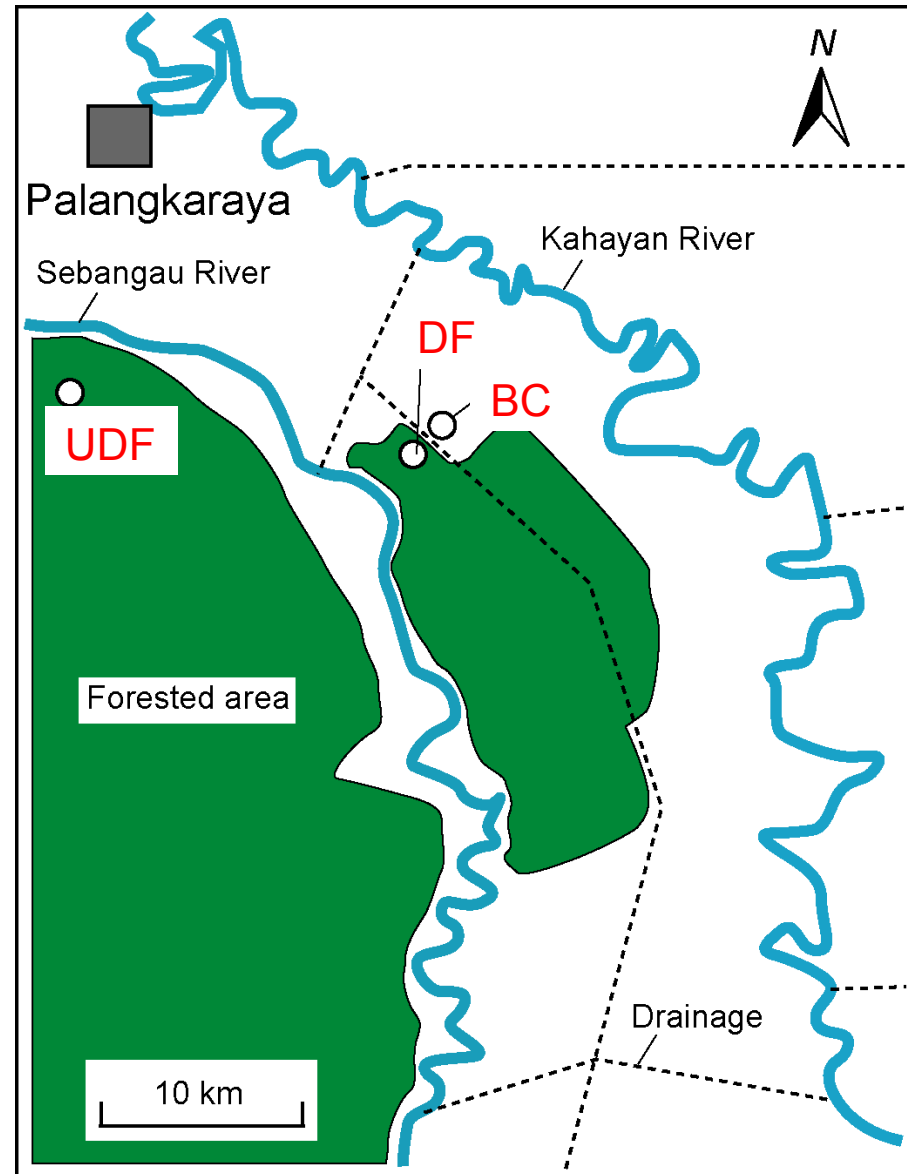 N
Palangkaraya
Kahayan River
Sebangau River
DF
BC
UDF
Forested area
Drainage
10 km